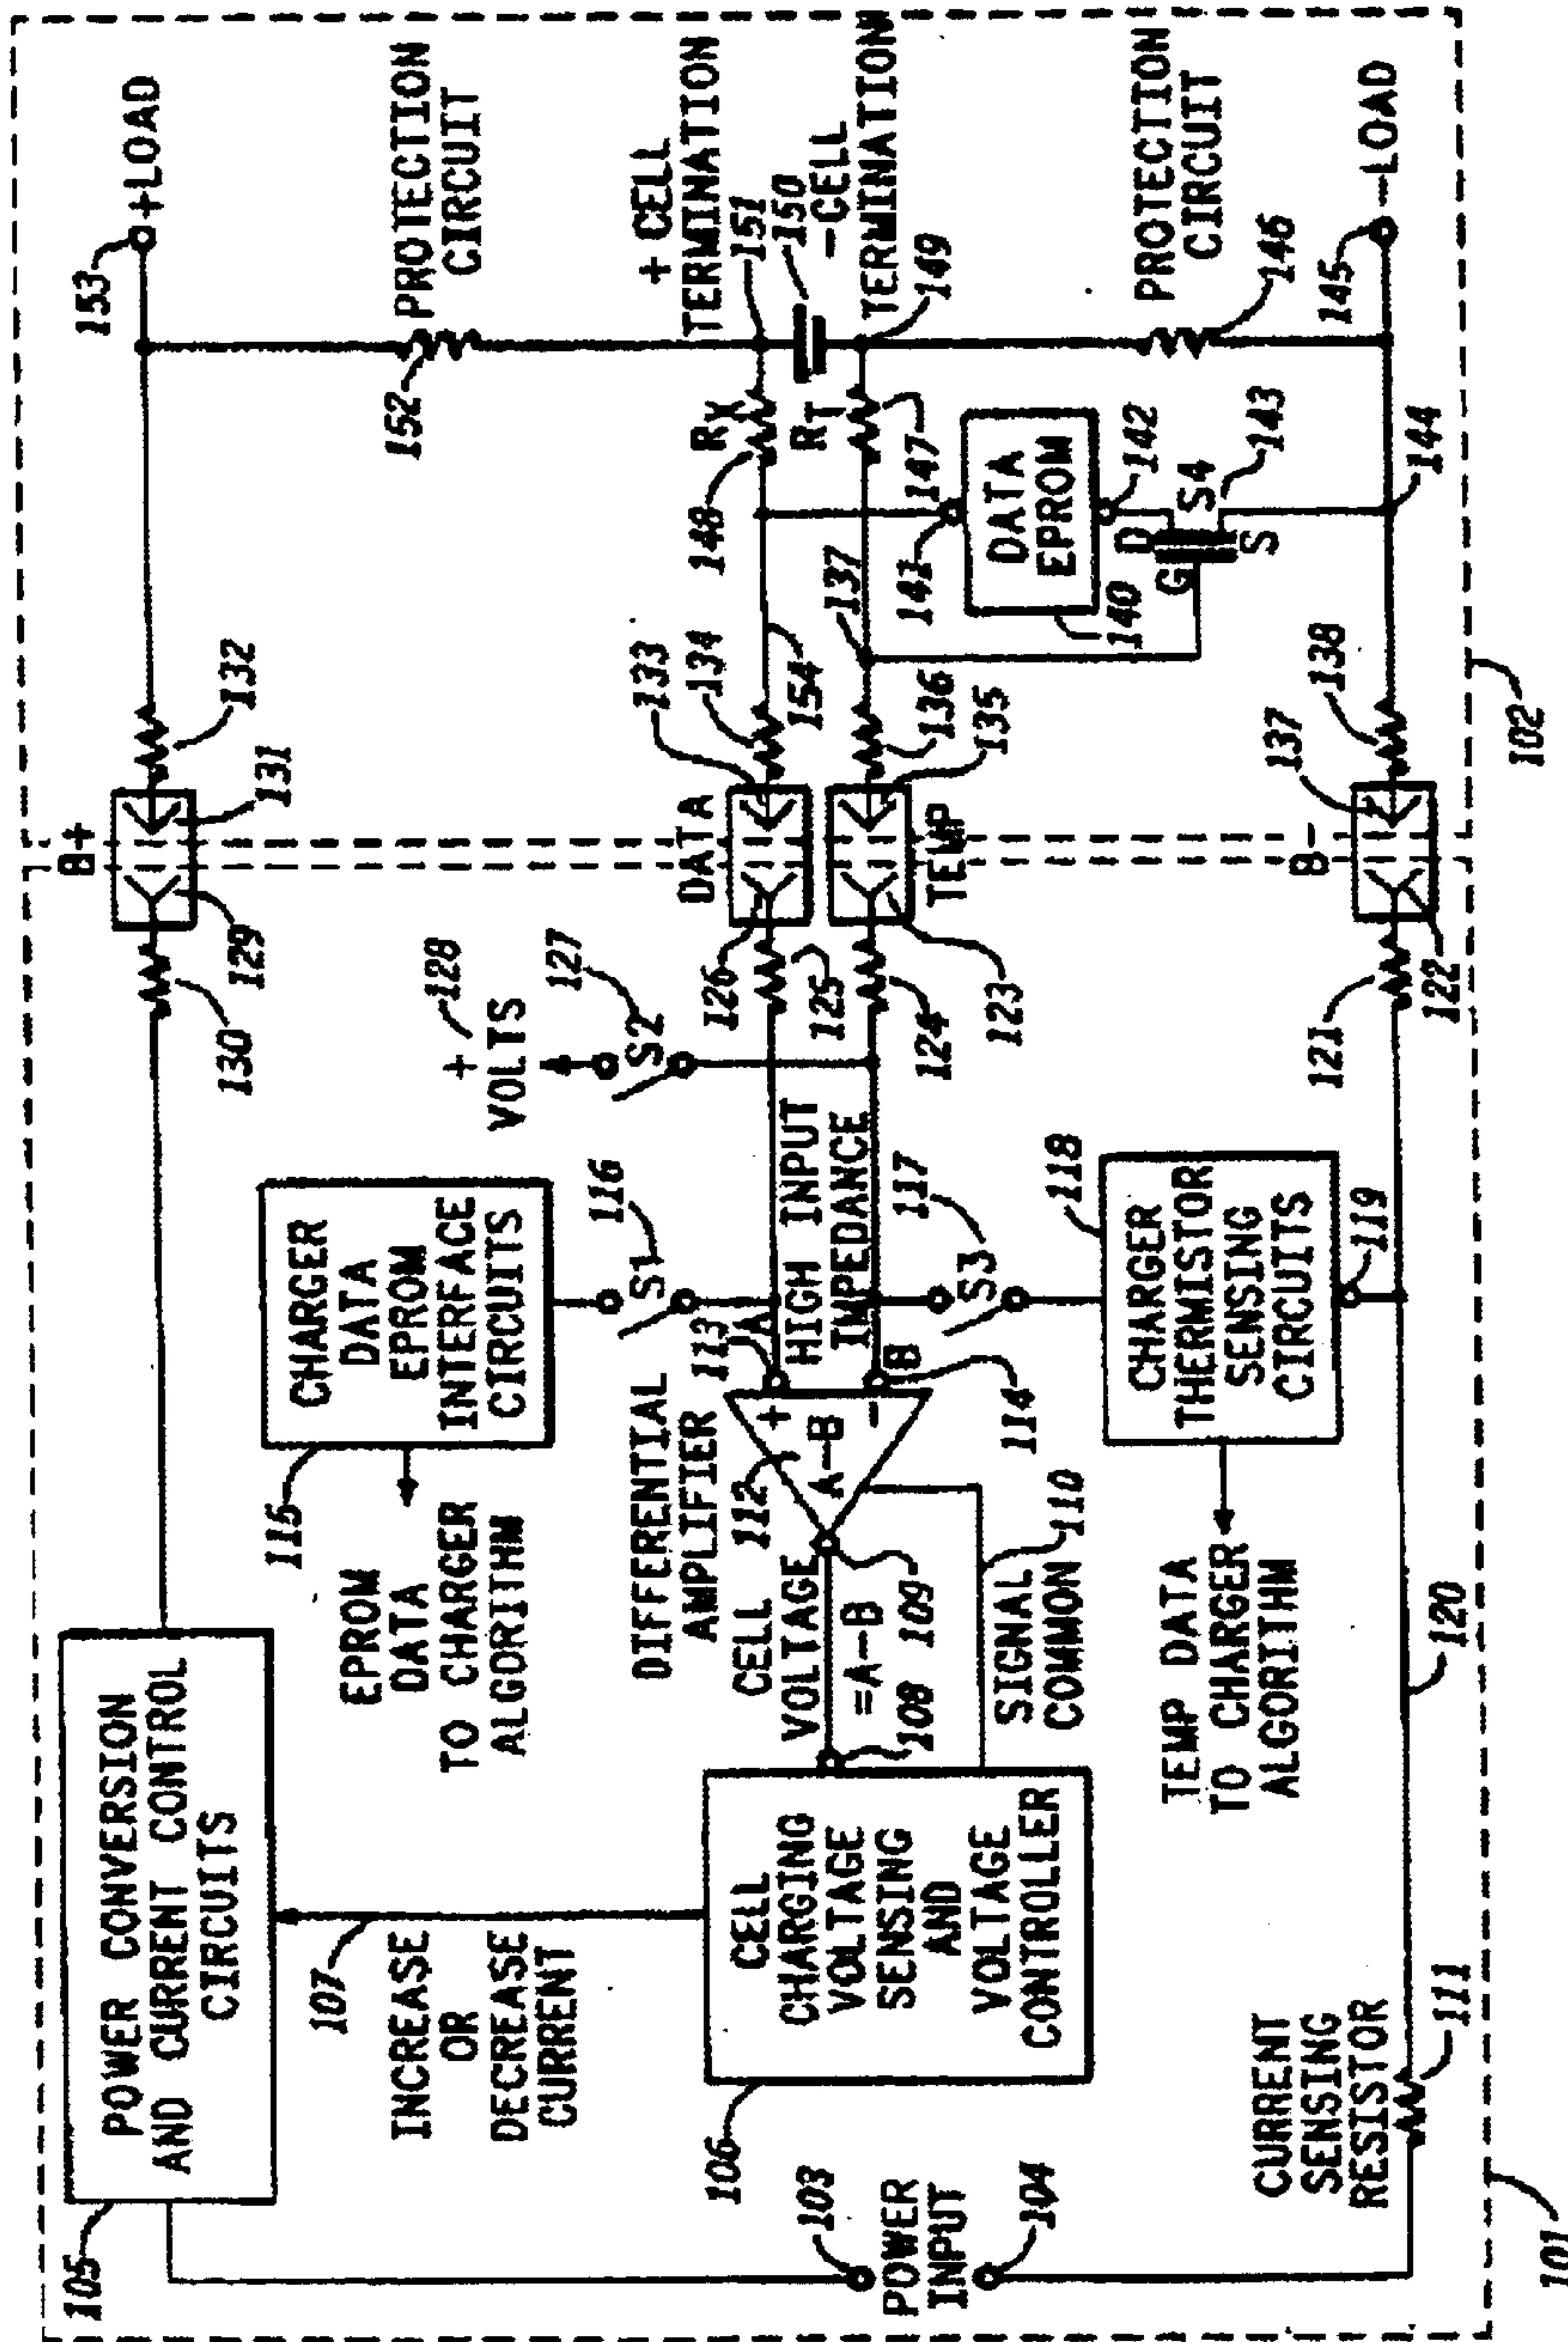 105
POWER CONVERSION
AND CURRENT CONTROL
CIRCUITS
107
INCREASE
OR
DECREASE
CURRENT
106
CELL
CHARGING
VOLTAGE
SENSING
AND
VOLTAGE
CONTROLLER
103
POWER
INPUT
104
CURRENT
SENSING
RESISTOR
111
101
115
CHARGER
DATA
EPROM
INTERFACE
CIRCUITS
EPROM
DATA
TO CHARGER
ALGORITHM
116
S1
DIFFERENTIAL
AMPLIFIER
112
113
A
+
A-B
-
B
114
CELL
VOLTAGE
=A-B
108
109
SIGNAL
COMMON
110
HIGH INPUT
IMPEDANCE
117
S3
118
CHARGER
THERMISTOR
SENSING
CIRCUITS
119
TEMP DATA
TO CHARGER
ALGORITHM
120
+
VOLTS
128
127
S2
130
129
B+
131
132
126
125
DATA
133
134
154
124
123
TEMP
135
136
137
121
122
B-
137
138
102
153
+LOAD
152
PROTECTION
CIRCUIT
+ CELL
TERMINATION
151
150
-CELL
TERMINATION
149
RX
148
RT
147
141
DATA
EPROM
140
142
D
G
S
S4
143
144
PROTECTION
CIRCUIT
146
145
-LOAD